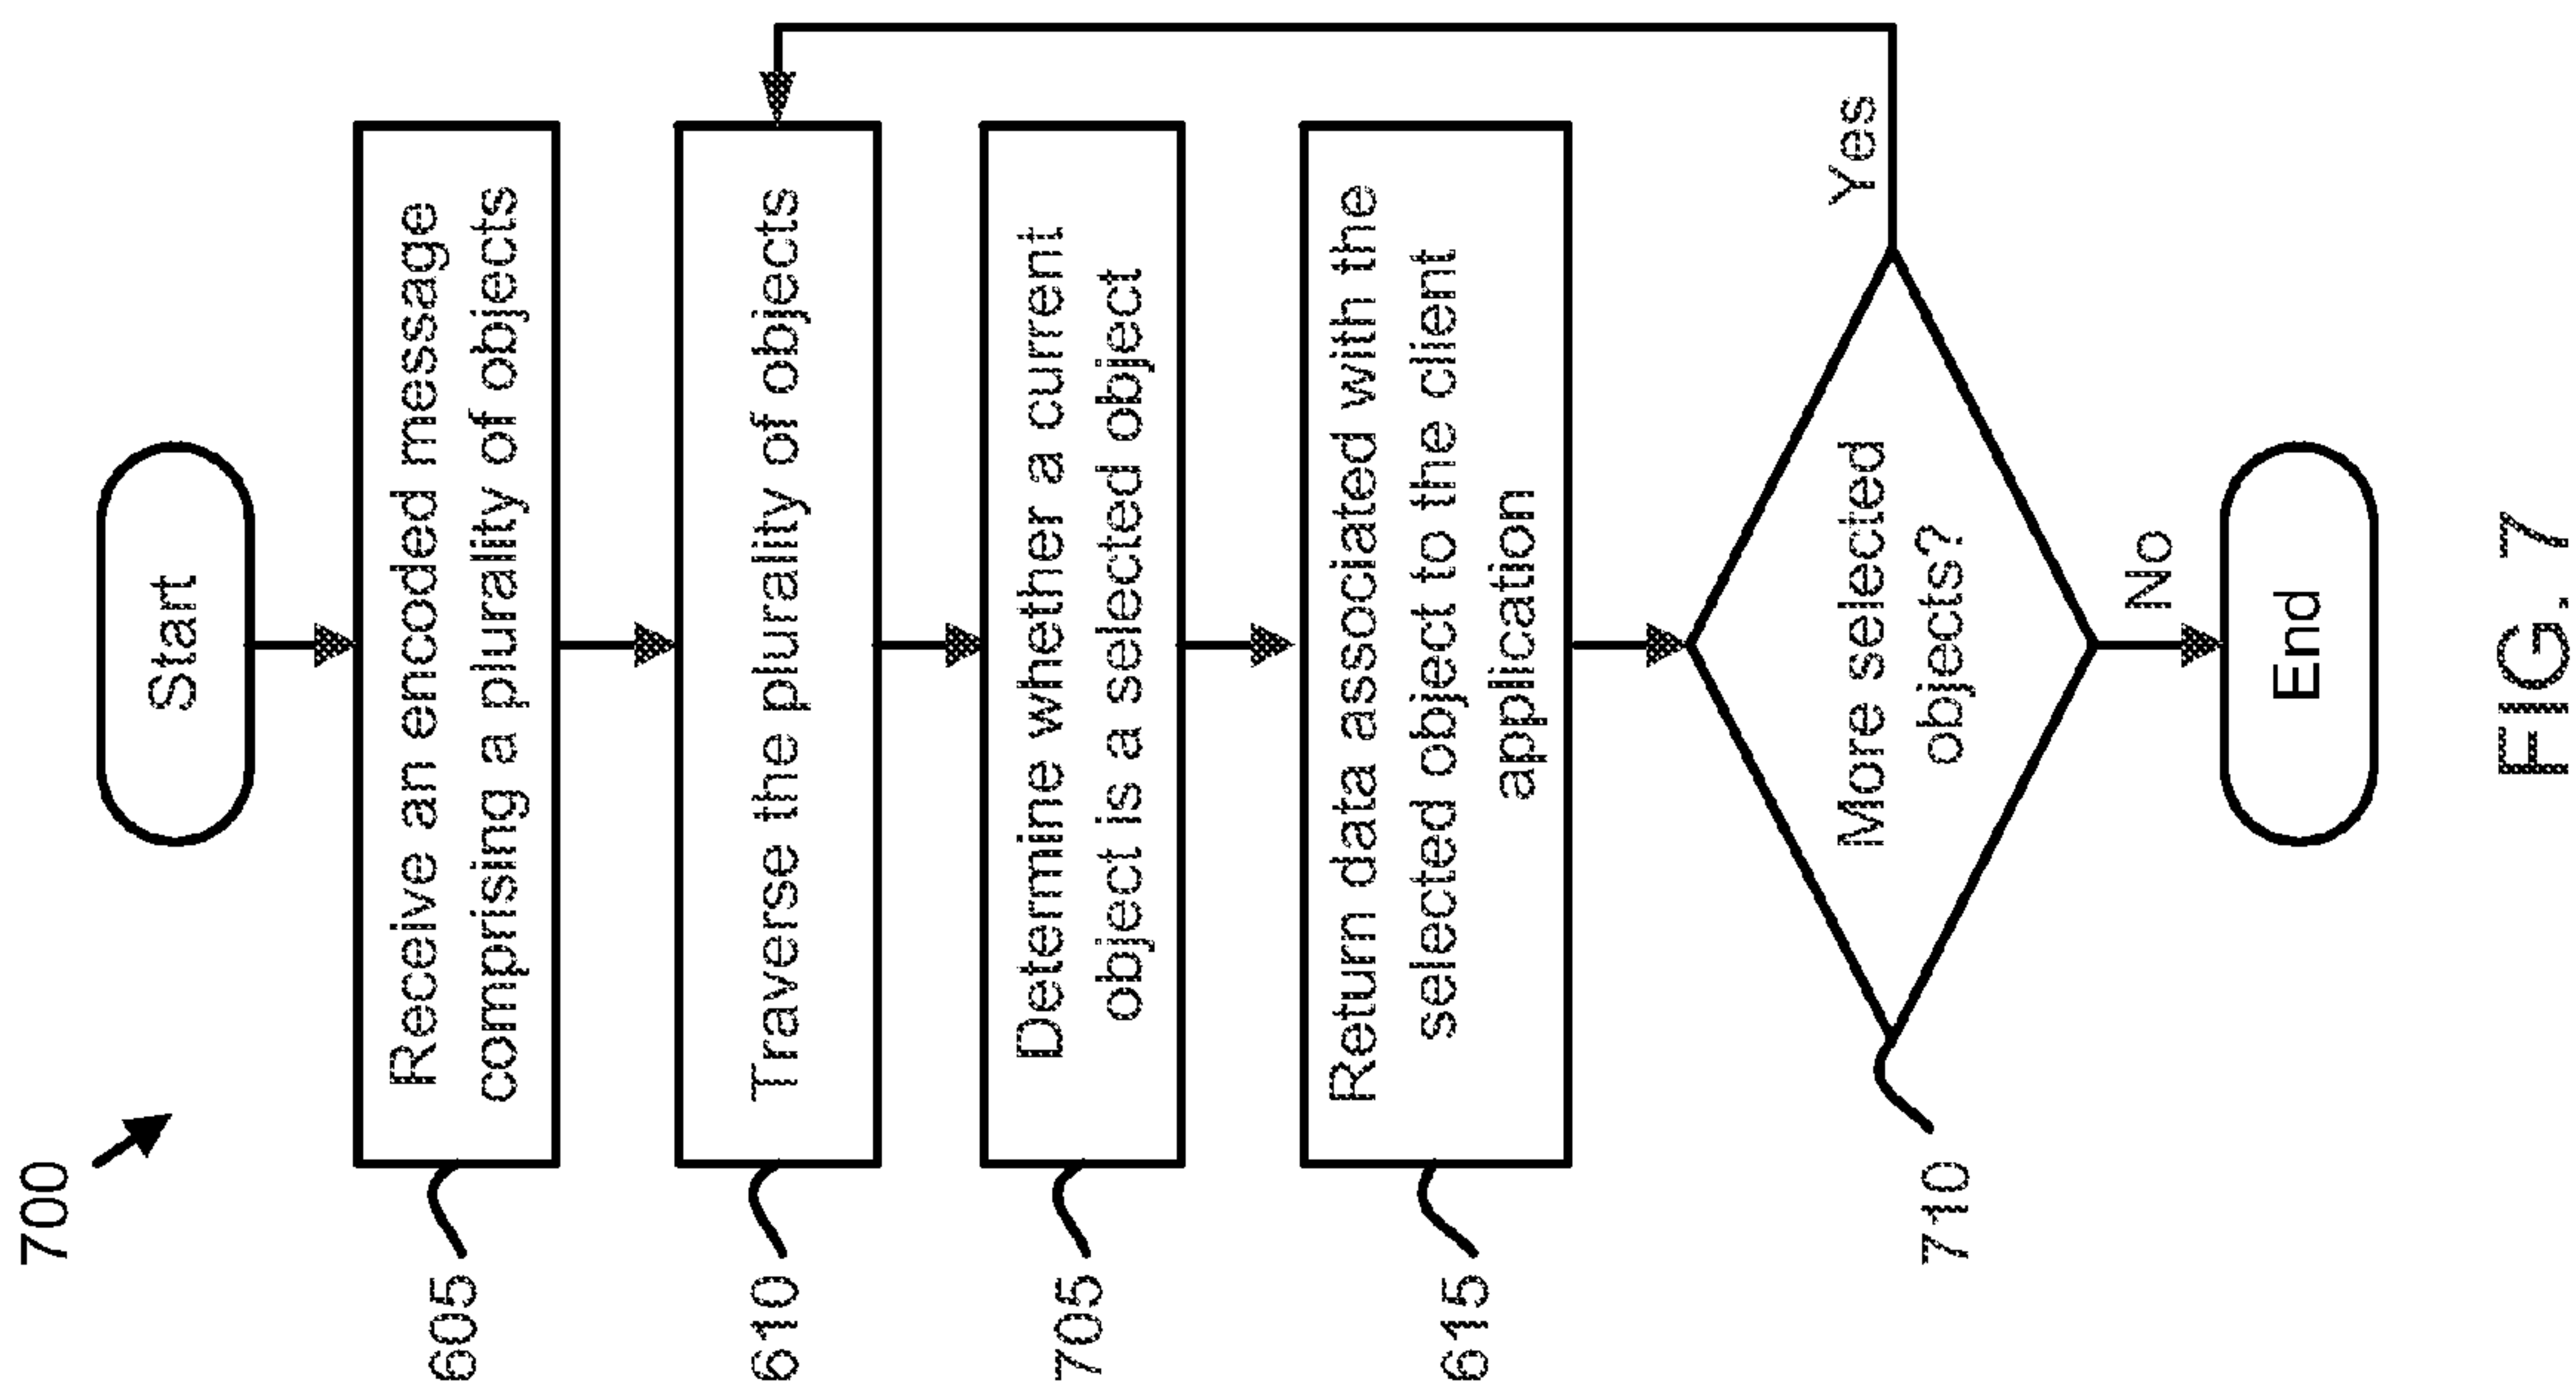 700
Start
605
Receive an encoded message
comprising a plurality of objects
610
Traverse the plurality of objects
705
Determine whether a current
object is a selected object
615
Return data associated with the
selected object to the client
application
710
More selected
objects?
Yes
No
End
FIG. 7